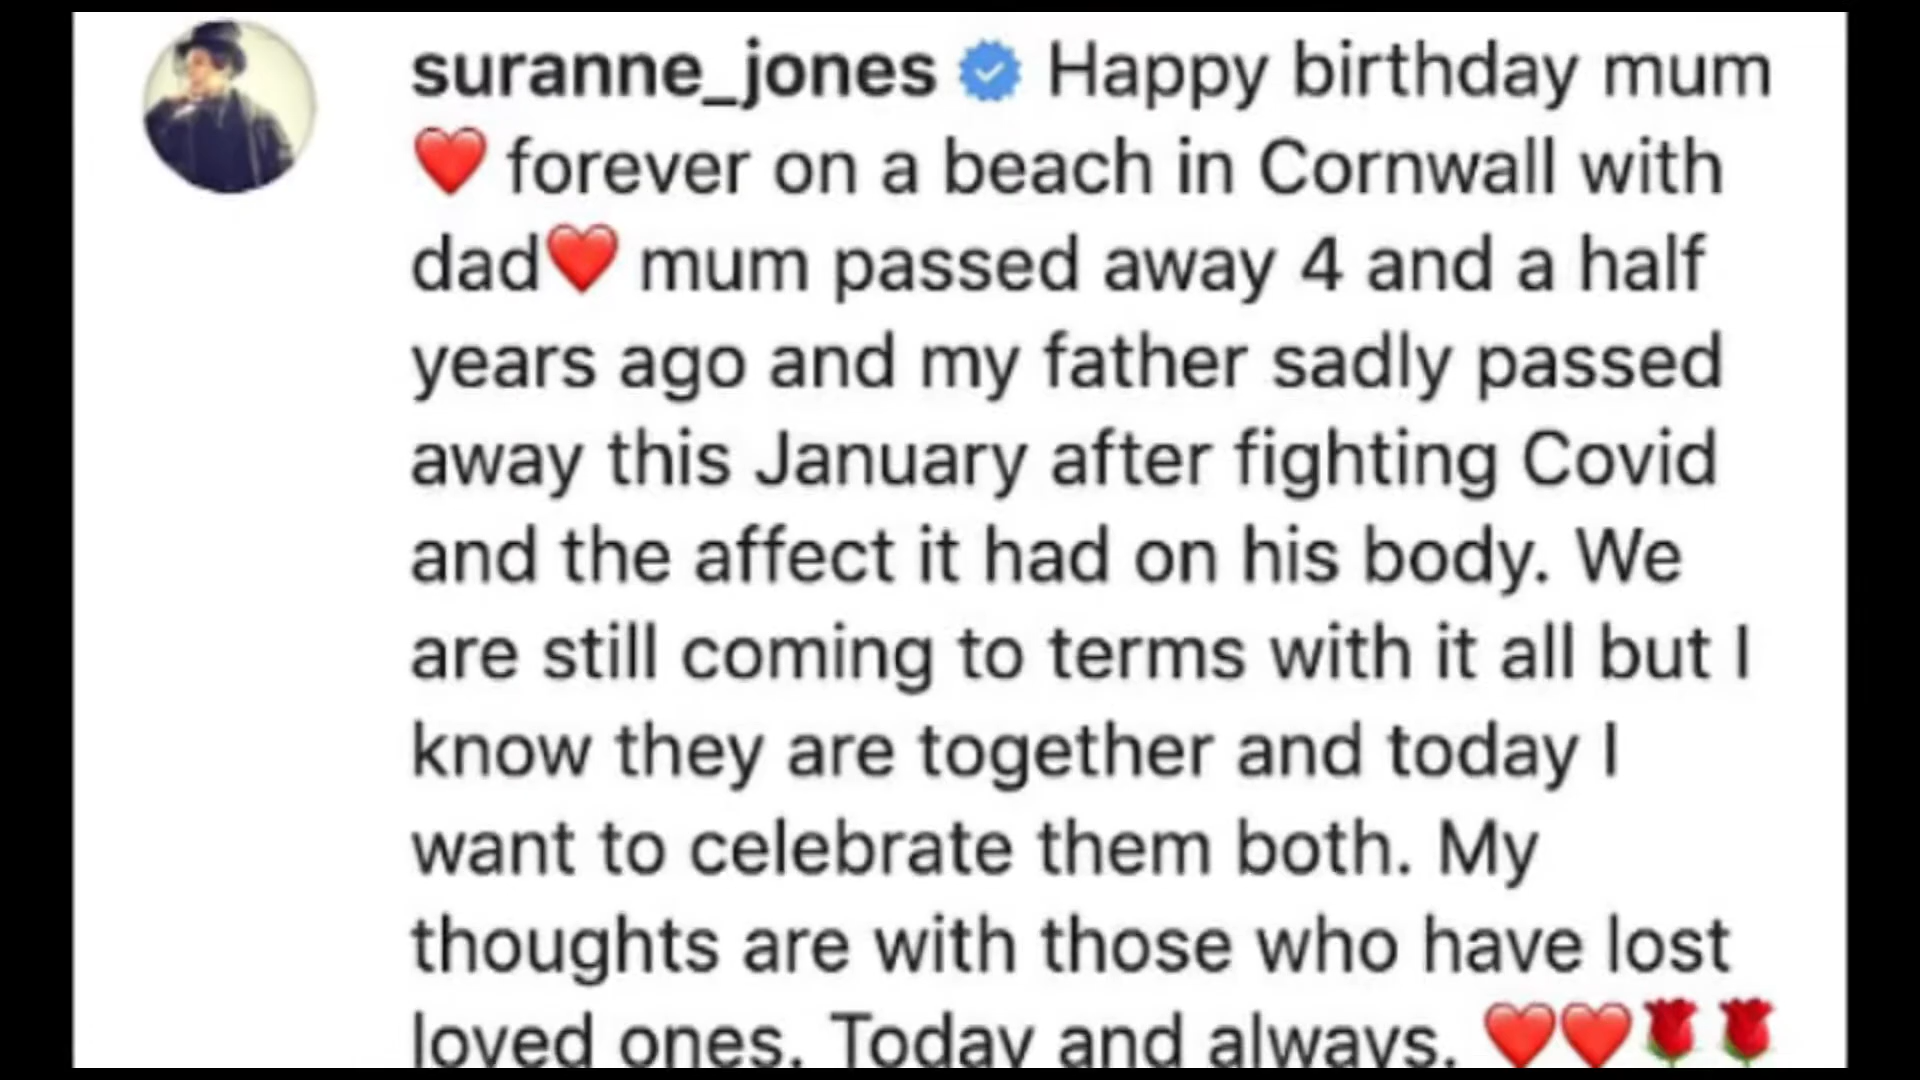 suranne_jones Happy birthday mum
❤️ forever on a beach in Cornwall with
dad❤️ mum passed away 4 and a half
years ago and my father sadly passed
away this January after fighting Covid
and the affect it had on his body. We
are still coming to terms with it all but I
know they are together and today I
want to celebrate them both. My
thoughts are with those who have lost
loved ones. Today and always. ❤️❤️🌹🌹